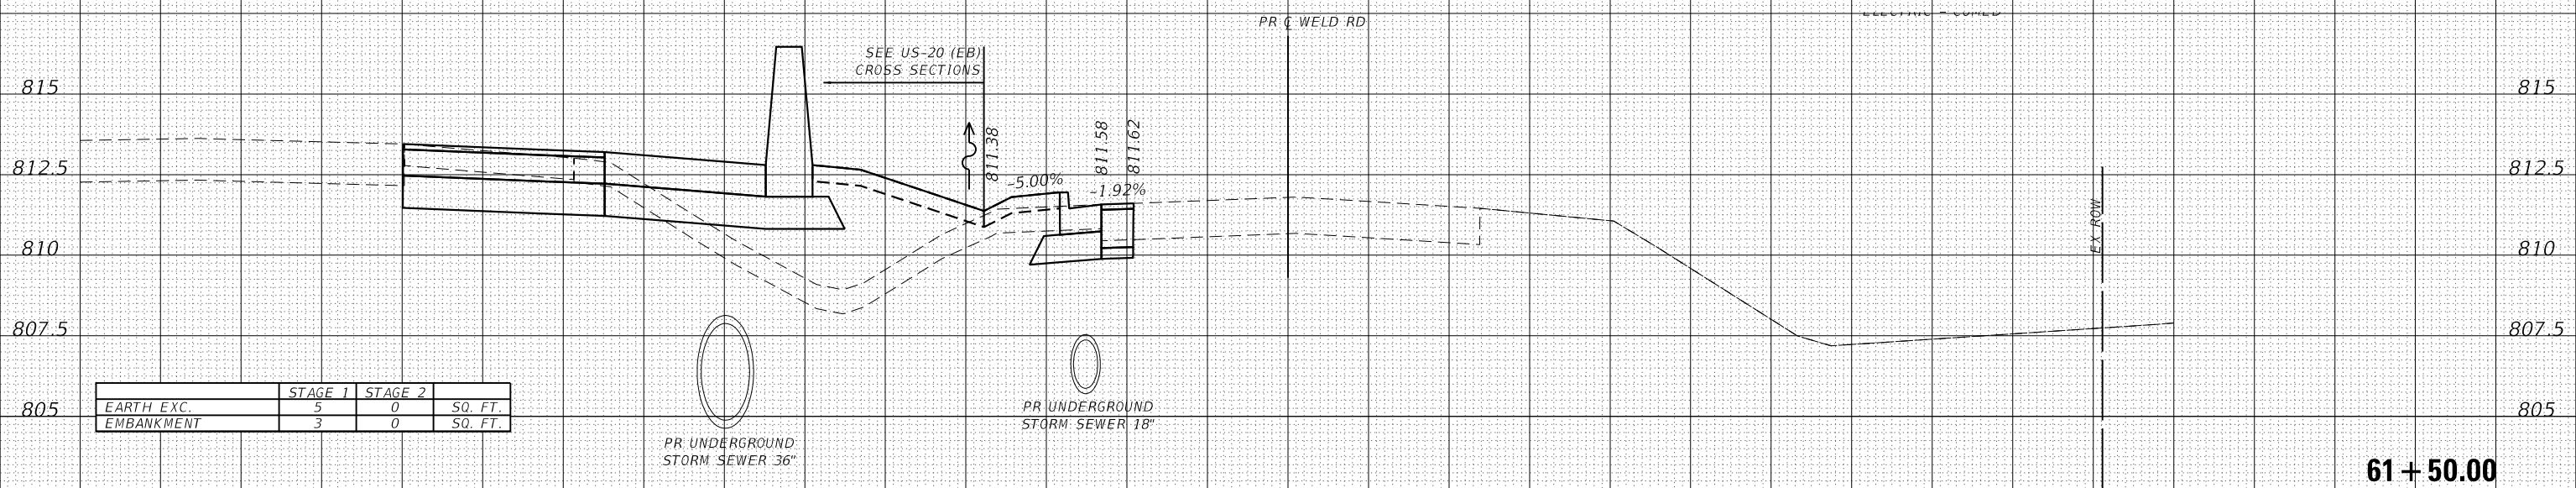 PR ℄ WELD RD
ELECTRIC - COMED
SEE US-20 (EB)
CROSS SECTIONS
815
815
811.38
811.58
811.62
812.5
812.5
-5.00%
-1.92%
EX ROW
810
810
807.5
807.5
STAGE 1 STAGE 2
EARTH EXC. 5 0 SQ. FT.
EMBANKMENT 3 0 SQ. FT.
805
805
PR UNDERGROUND
STORM SEWER 18"
PR UNDERGROUND
STORM SEWER 36"
61+50.00